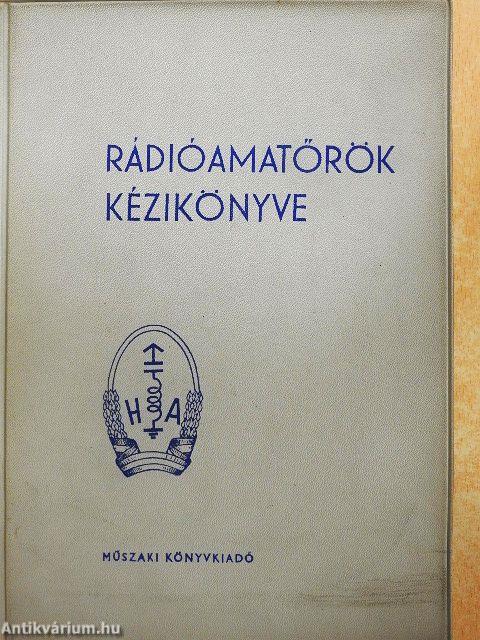 RÁDIÓAMATŐRÖK
KÉZIKÖNYVE
H A
MŰSZAKI KÖNYVKIADÓ
Antikvárium.hu